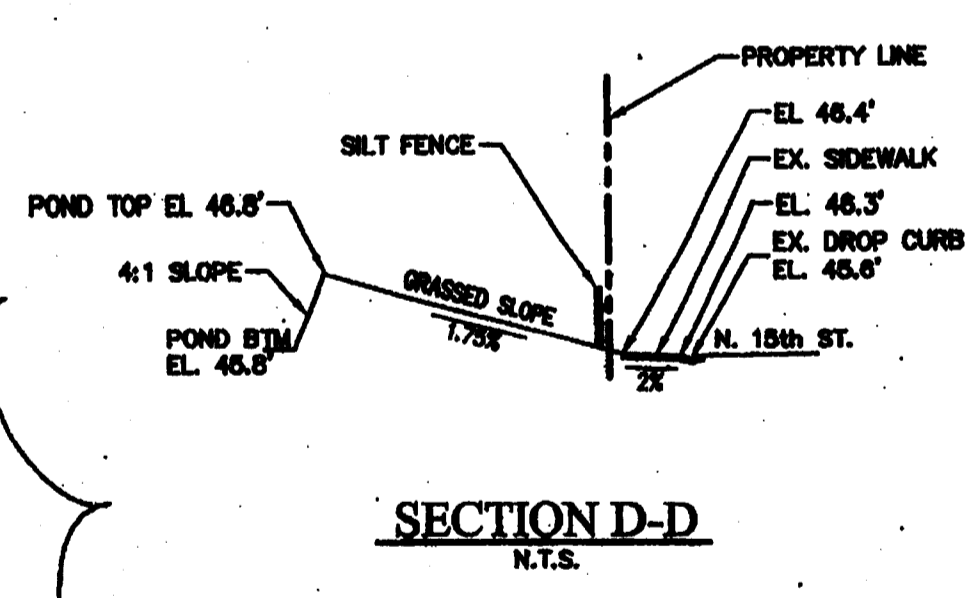 PROPERTY LINE
EL 46.4'
SILT FENCE
EX. SIDEWALK
POND TOP EL 46.8'
EL. 46.3'
EX. DROP CURB
EL. 45.6'
4:1 SLOPE
GRASSED SLOPE
1.75%
POND BTM
EL. 45.8'
N. 15th ST.
2%
SECTION D-D
N.T.S.